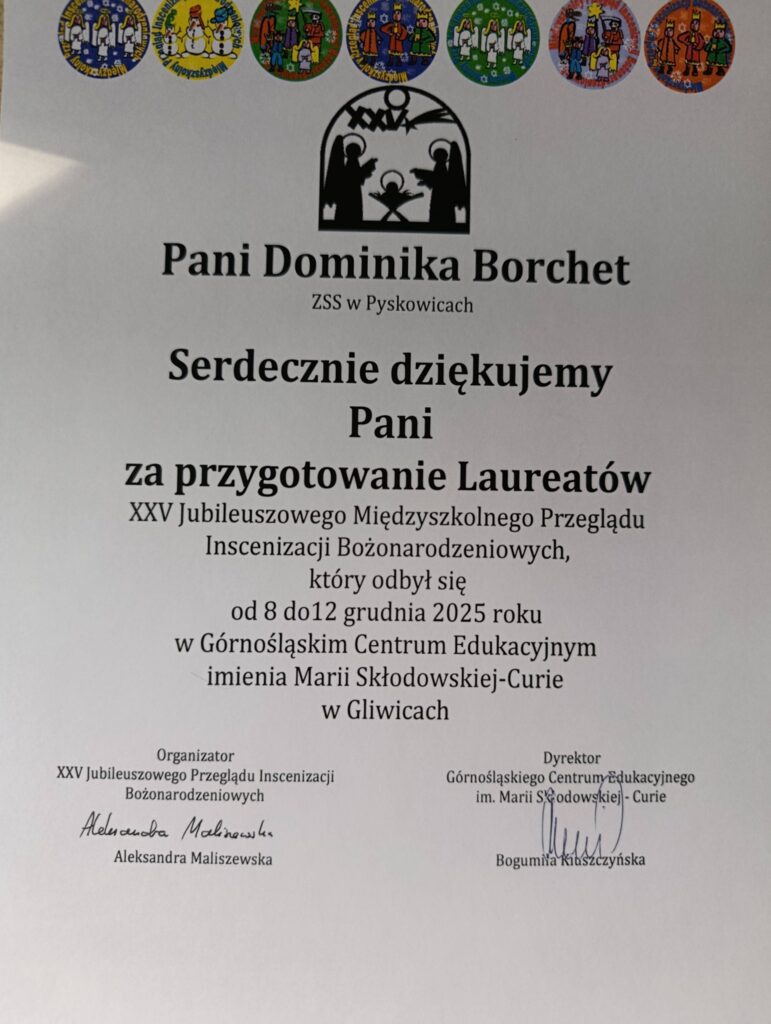 XXV
Pani Dominika Borchet
ZSS w Pyskowicach
Serdecznie dziękujemy
Pani
za przygotowanie Laureatów
XXV Jubileuszowego Międzyszkolnego Przeglądu
Inscenizacji Bożonarodzeniowych,
który odbył się
od 8 do12 grudnia 2025 roku
w Górnośląskim Centrum Edukacyjnym
imienia Marii Skłodowskiej-Curie
w Gliwicach
Organizator
XXV Jubileuszowego Przeglądu Inscenizacji
Bożonarodzeniowych
Aleksandra Maliszewska
Aleksandra Maliszewska
Dyrektor
Górnośląskiego Centrum Edukacyjnego
im. Marii Skłodowskiej - Curie
Bogumiła Kluszczyńska